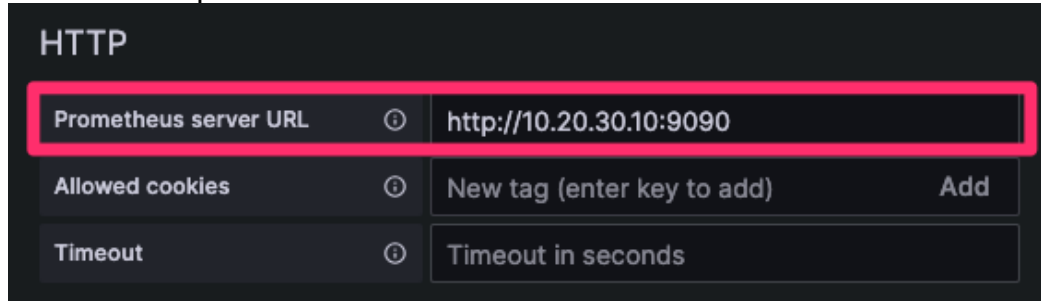 HTTP
Prometheus server URL http://10.20.30.10:9090
Allowed cookies New tag (enter key to add) Add
Timeout Timeout in seconds